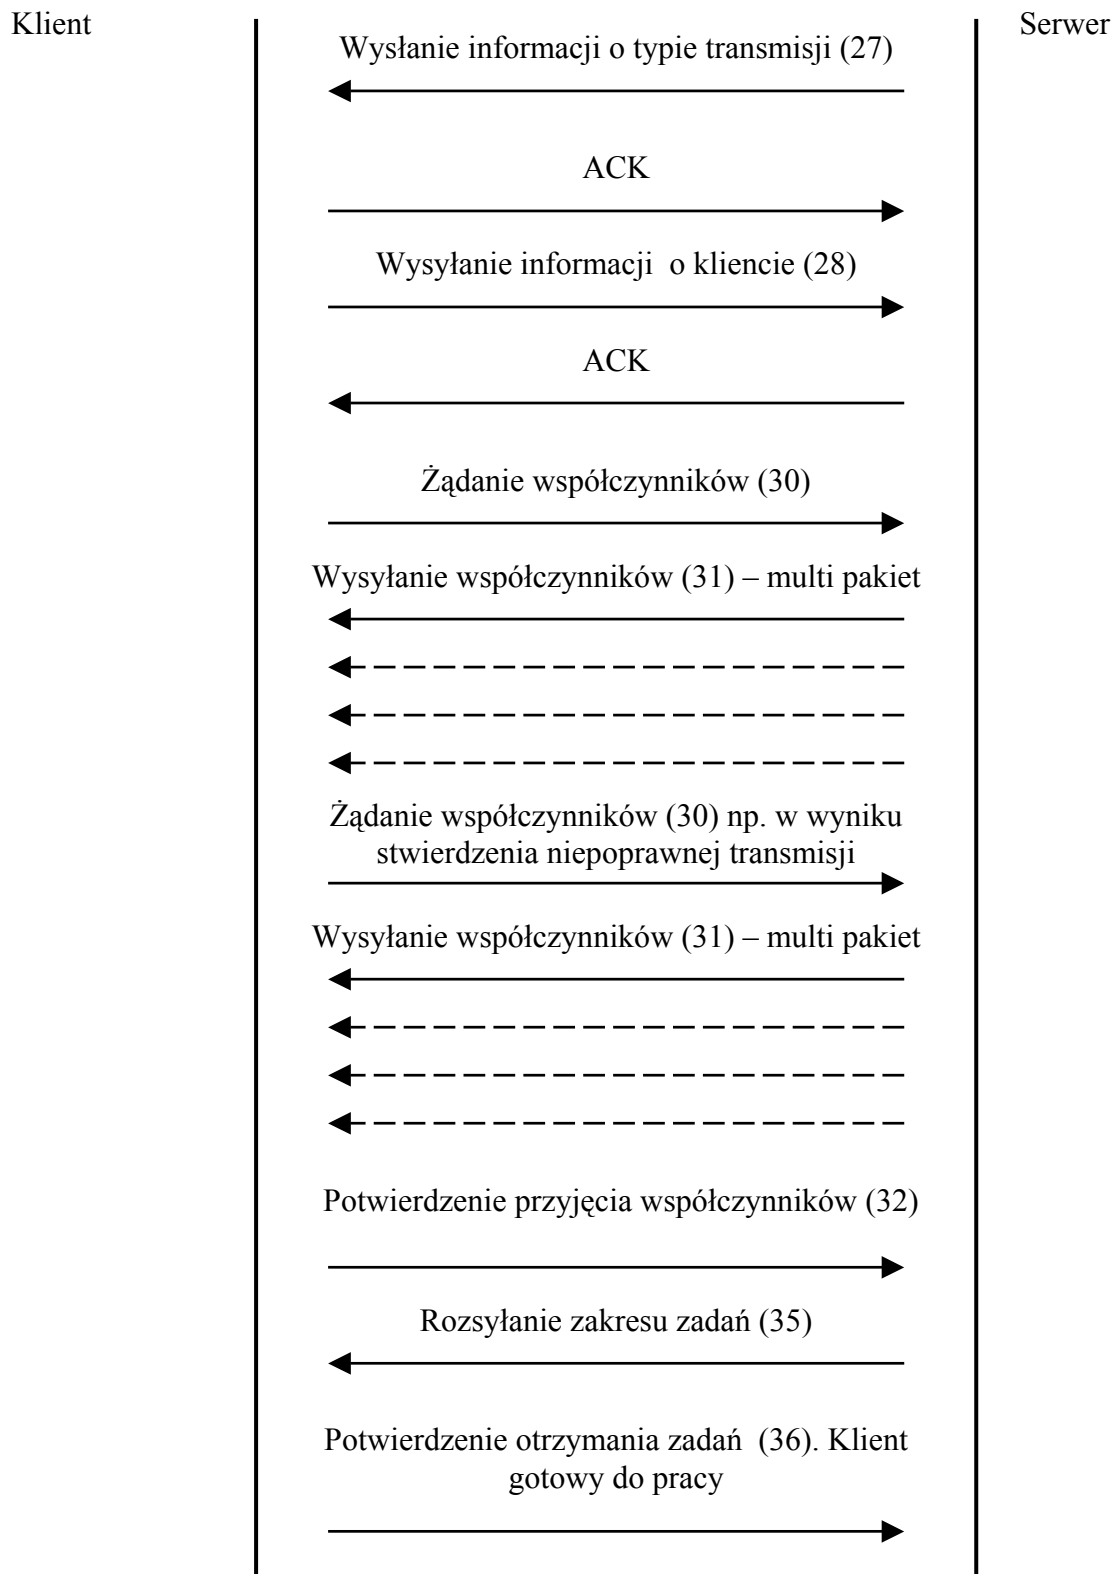 Klient
Serwer
Wysłanie informacji o typie transmisji (27)
ACK
Wysyłanie informacji  o kliencie (28)
ACK
Żądanie współczynników (30)
Wysyłanie współczynników (31) – multi pakiet
Żądanie współczynników (30) np. w wyniku
stwierdzenia niepoprawnej transmisji
Wysyłanie współczynników (31) – multi pakiet
Potwierdzenie przyjęcia współczynników (32)
Rozsyłanie zakresu zadań (35)
Potwierdzenie otrzymania zadań  (36). Klient
gotowy do pracy